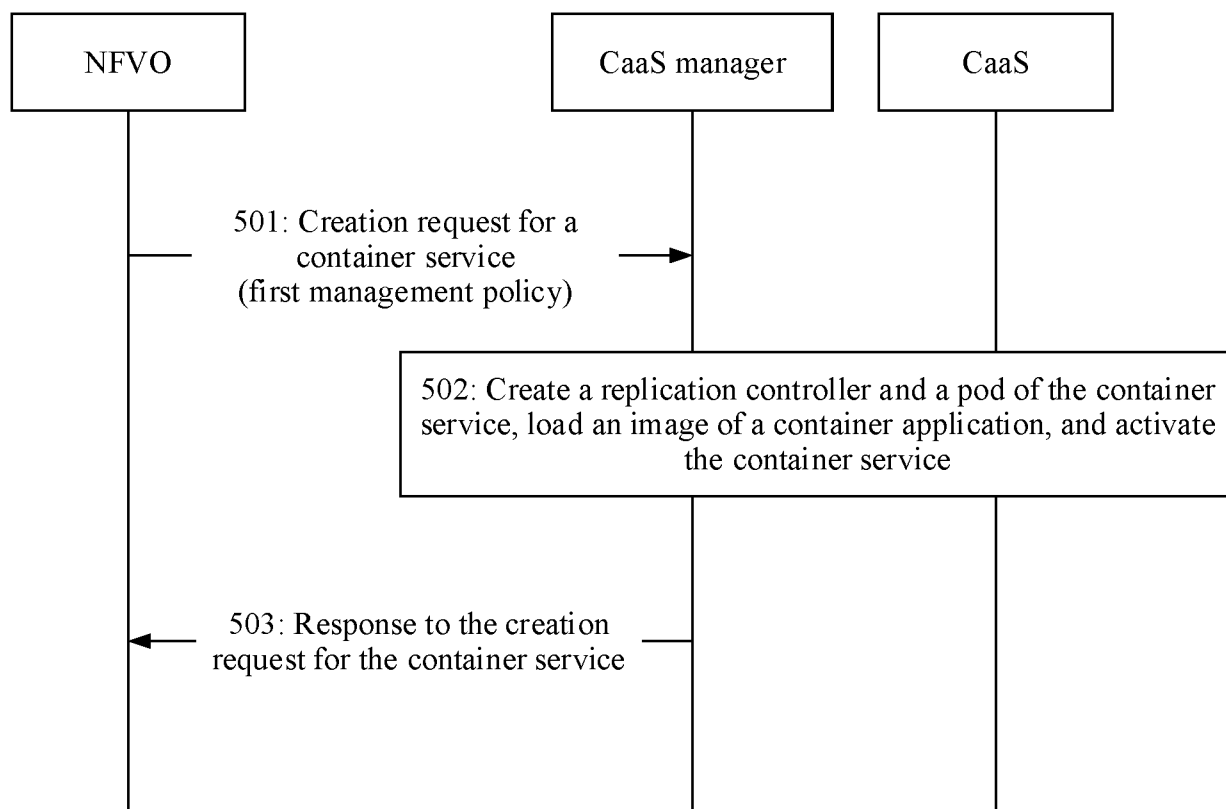 NFVO
CaaS manager
CaaS
501: Creation request for a
container service
(first management policy)
502: Create a replication controller and a pod of the container
service, load an image of a container application, and activate
the container service
503: Response to the creation
request for the container service